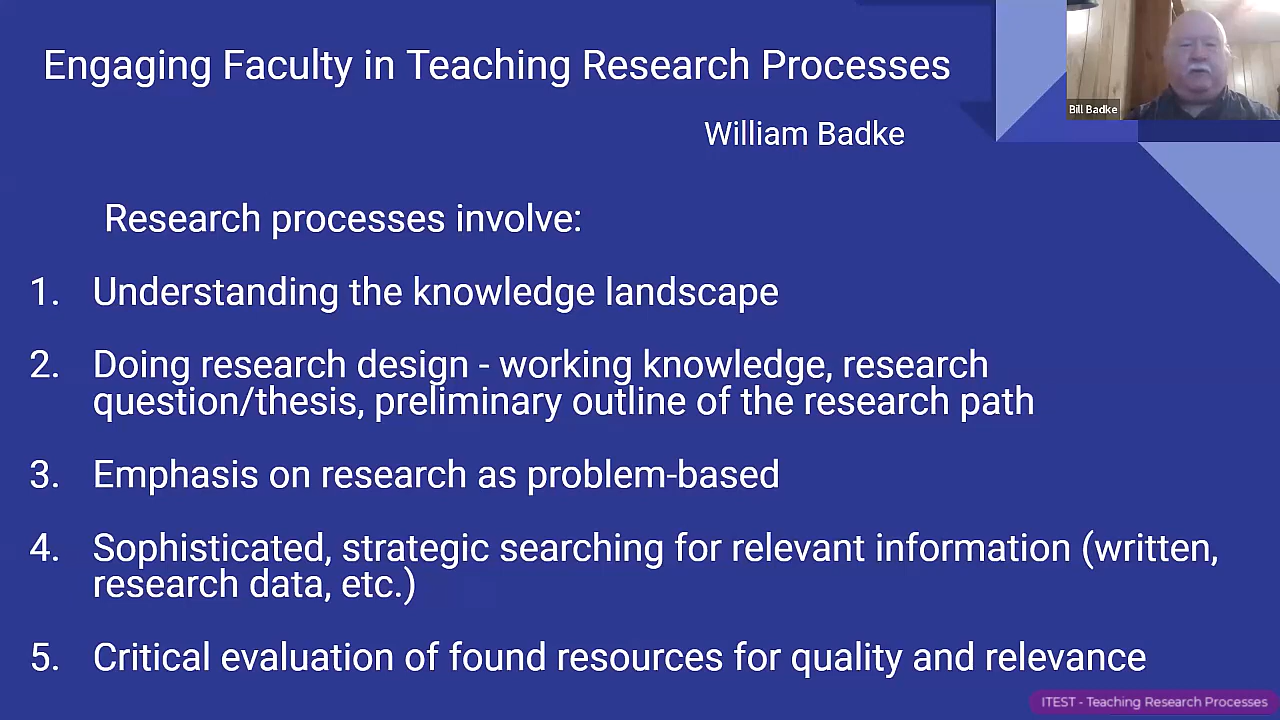 Engaging Faculty in Teaching Research Processes
Bill Badke
William Badke
Research processes involve:
1. Understanding the knowledge landscape
2. Doing research design - working knowledge, research
question/thesis, preliminary outline of the research path
3. Emphasis on research as problem-based
4. Sophisticated, strategic searching for relevant information (written,
research data, etc.)
5. Critical evaluation of found resources for quality and relevance
ITEST - Teaching Research Processes